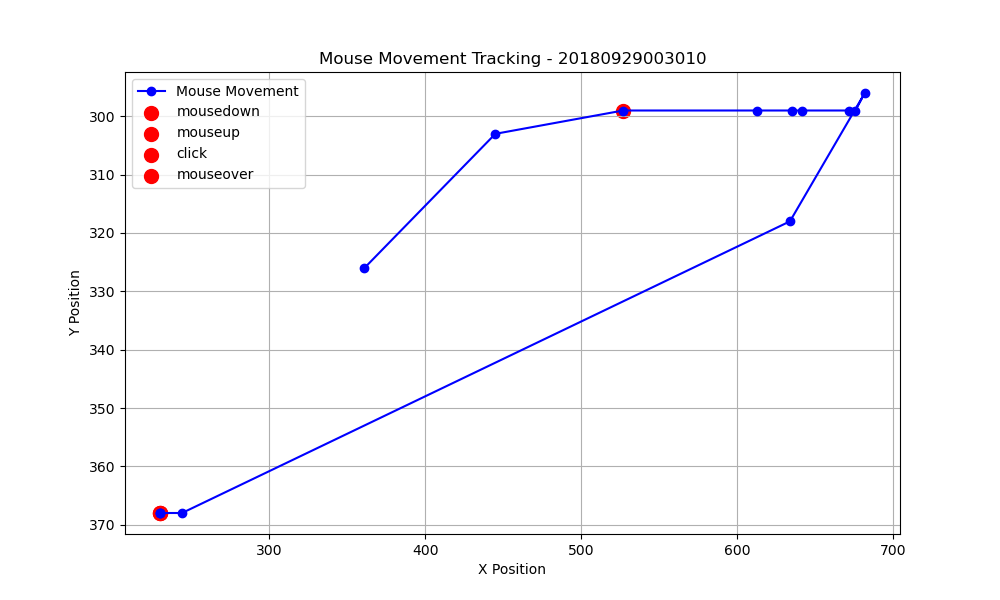 Mouse Movement Tracking - 20180929003010
Mouse Movement
mousedown
mouseup
click
mouseover
Y Position
300
310
320
330
340
350
360
370
300 400 500 600 700
X Position